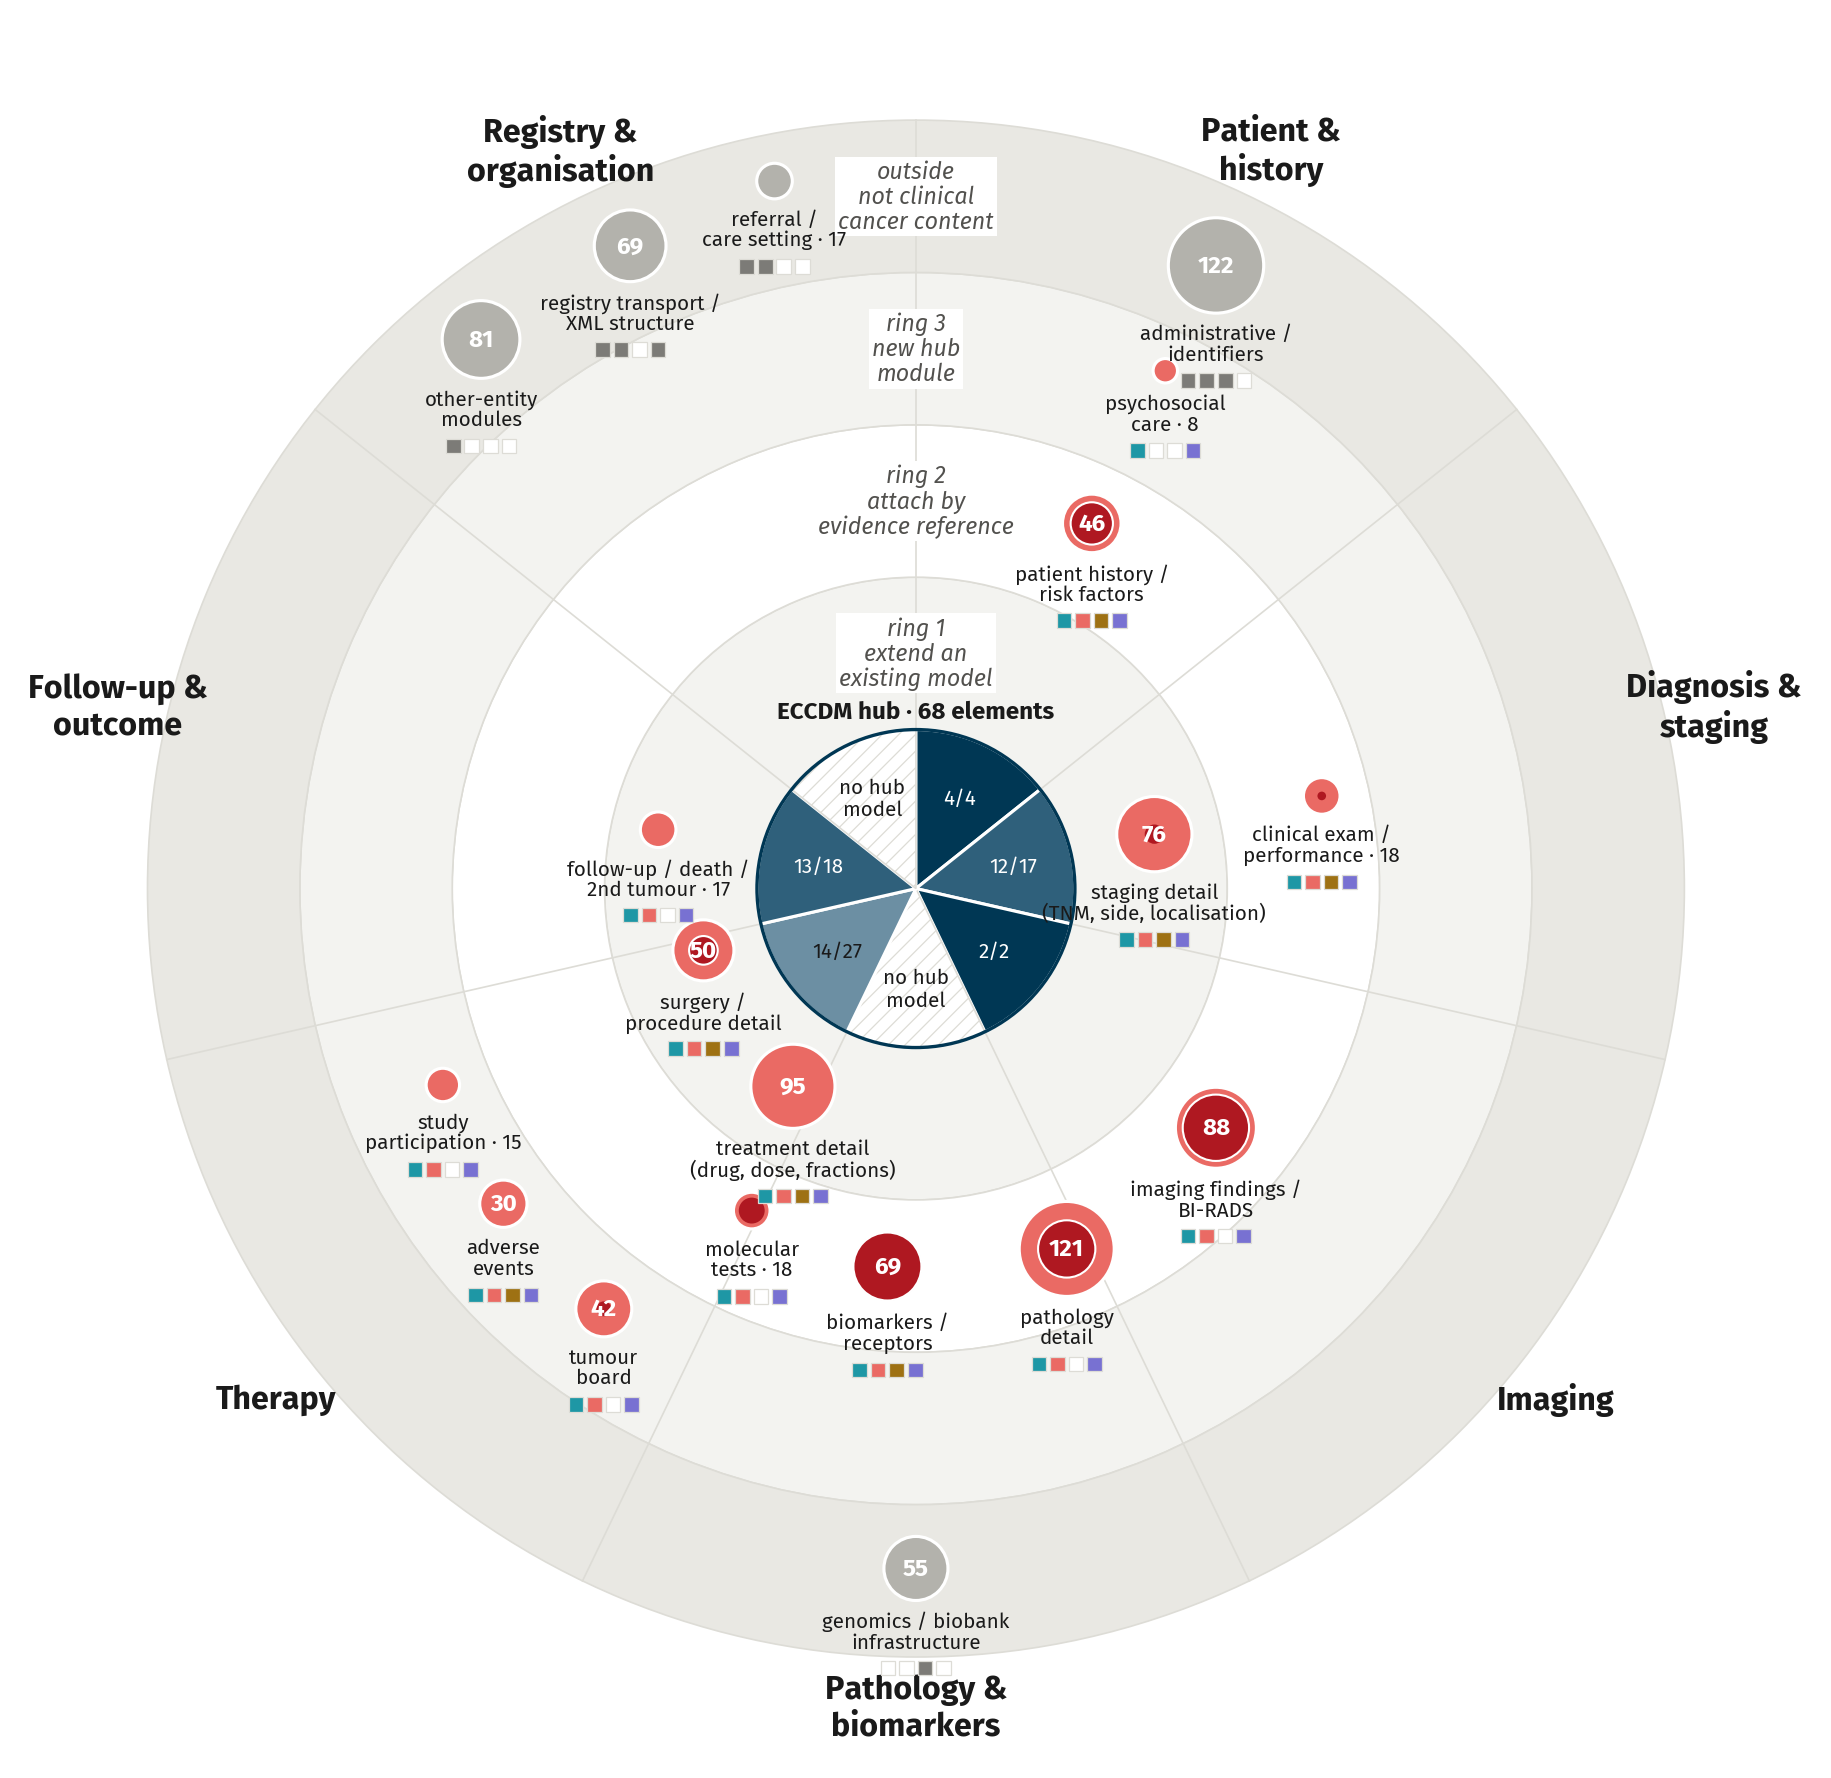 Registry &
organisation
Patient &
history
outside
not clinical
cancer content
referral /
care setting · 17
69
registry transport /
XML structure
122
administrative /
identifiers
81
other-entity
modules
ring 3
new hub
module
psychosocial
care · 8
ring 2
attach by
evidence reference
46
patient history /
risk factors
ring 1
extend an
existing model
Follow-up &
outcome
Diagnosis &
staging
ECCDM hub · 68 elements
no hub
model
4/4
13/18
12/17
14/27
2/2
no hub
model
follow-up / death /
2nd tumour · 17
76
staging detail
(TNM, side, localisation)
clinical exam /
performance · 18
50
surgery /
procedure detail
95
treatment detail
(drug, dose, fractions)
study
participation · 15
88
imaging findings /
BI-RADS
30
adverse
events
molecular
tests · 18
69
biomarkers /
receptors
121
pathology
detail
42
tumour
board
Therapy
Imaging
55
genomics / biobank
infrastructure
Pathology &
biomarkers